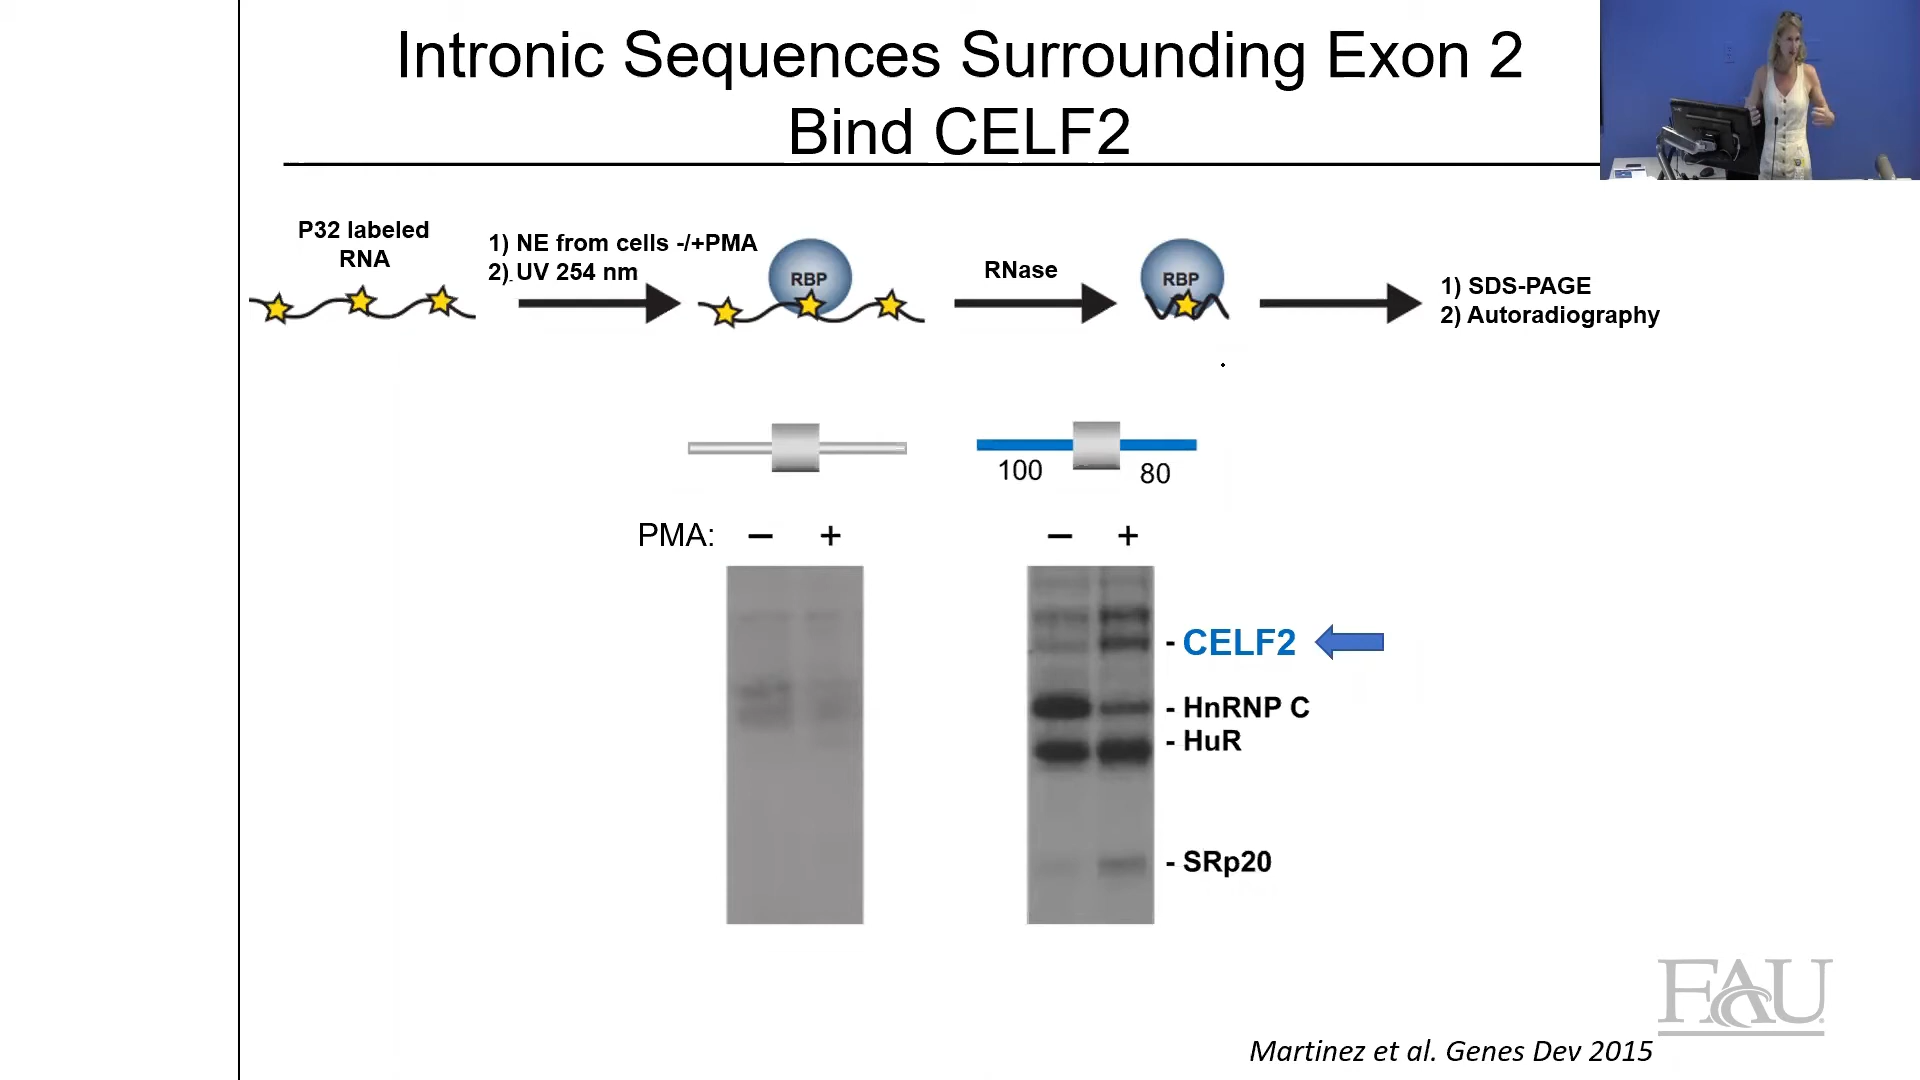 Intronic Sequences Surrounding Exon 2
Bind CELF2
P32 labeled
RNA
1) NE from cells -/+PMA
2) UV 254 nm
RBP
RNase
RBP
1) SDS-PAGE
2) Autoradiography
100
80
PMA: – +
– +
- CELF2
- HnRNP C
- HuR
- SRp20
FAU
Martinez et al. Genes Dev 2015